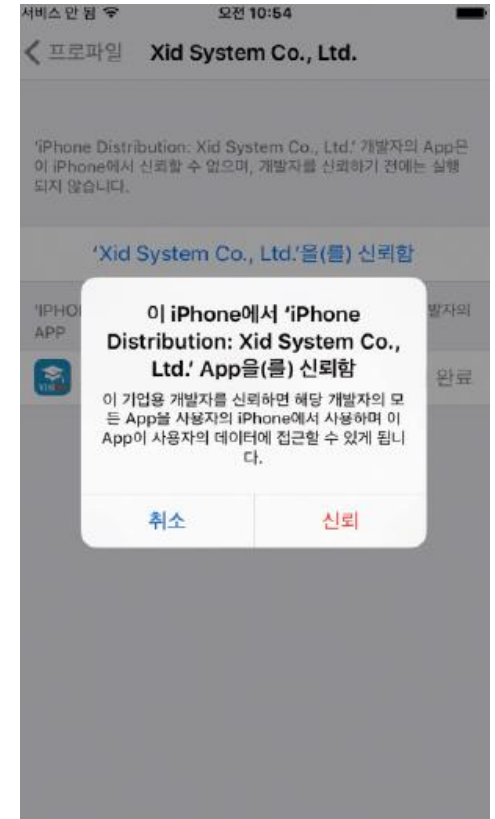 서비스 안 됨 오전 10:54
프로파일 Xid System Co., Ltd.
'iPhone Distribution: Xid System Co., Ltd.' 개발자의 App은
이 iPhone에서 신뢰할 수 없으며, 개발자를 신뢰하기 전에는 실행
되지 않습니다.
'Xid System Co., Ltd.'을(를) 신뢰함
'IPHO 발자의
APP
완료
이 iPhone에서 'iPhone
Distribution: Xid System Co.,
Ltd.' App을(를) 신뢰함
이 기업용 개발자를 신뢰하면 해당 개발자의 모
든 App을 사용자의 iPhone에서 사용하며 이
App이 사용자의 데이터에 접근할 수 있게 됩니
다.
취소 신뢰